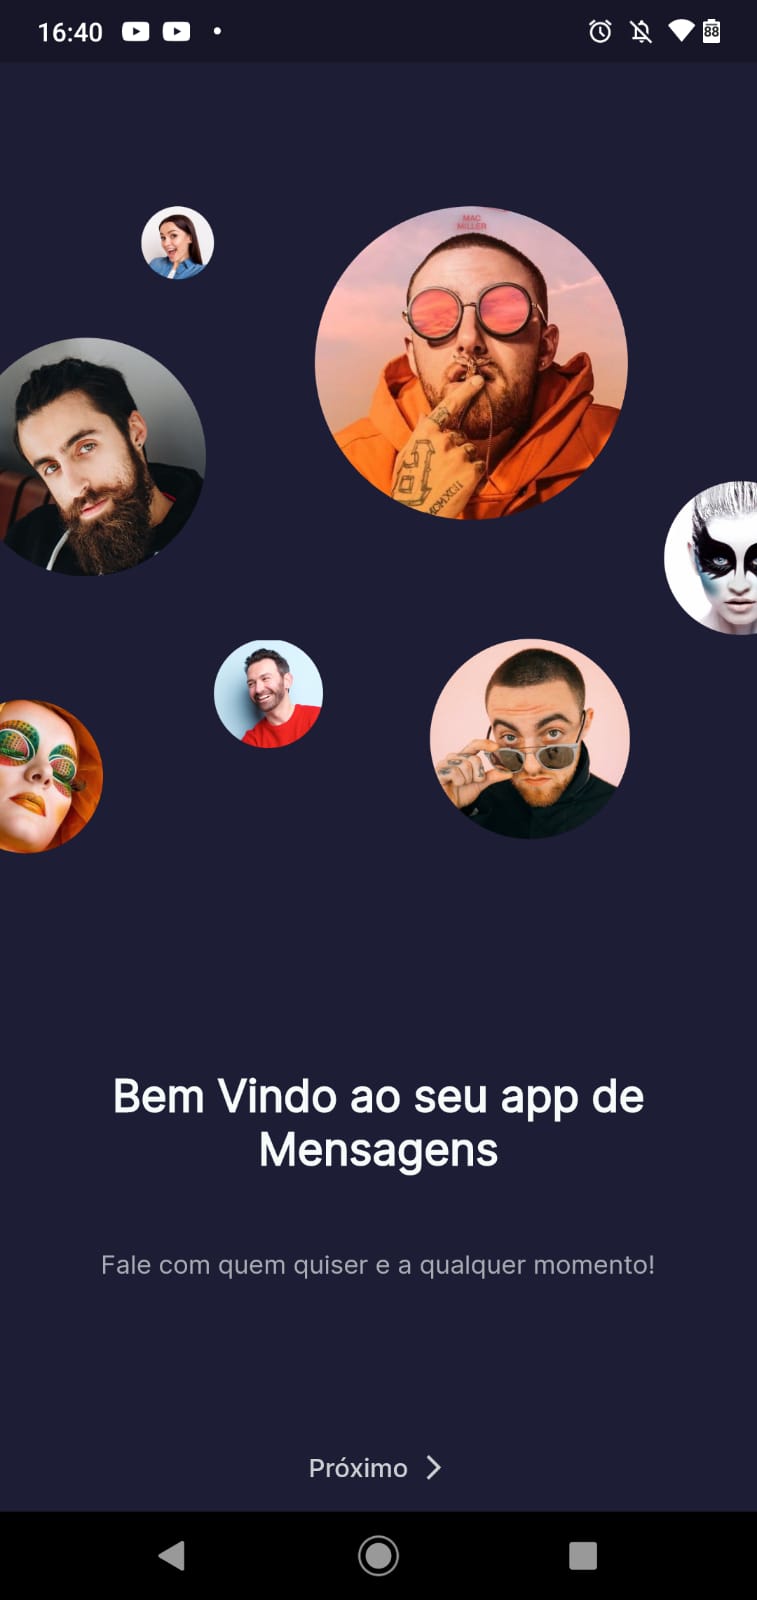 16:40
88
MAC
MILLER
Bem Vindo ao seu app de
Mensagens
Fale com quem quiser e a qualquer momento!
Próximo